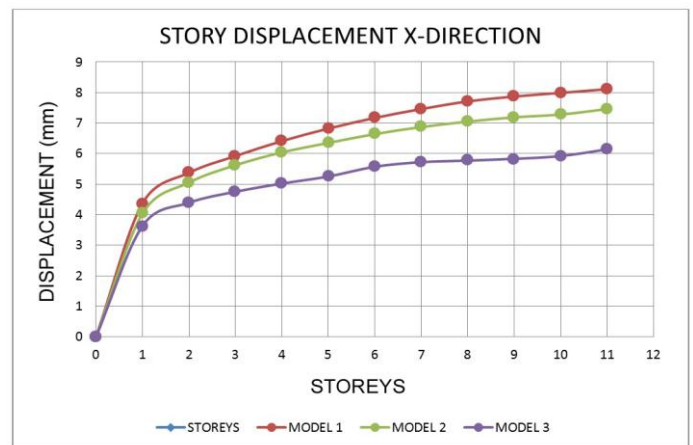 STORY DISPLACEMENT X-DIRECTION
9
8
7
6
5
4
3
2
1
0
DISPLACEMENT (mm)
0 1 2 3 4 5 6 7 8 9 10 11 12
STOREYS
STOREYS MODEL 1 MODEL 2 MODEL 3